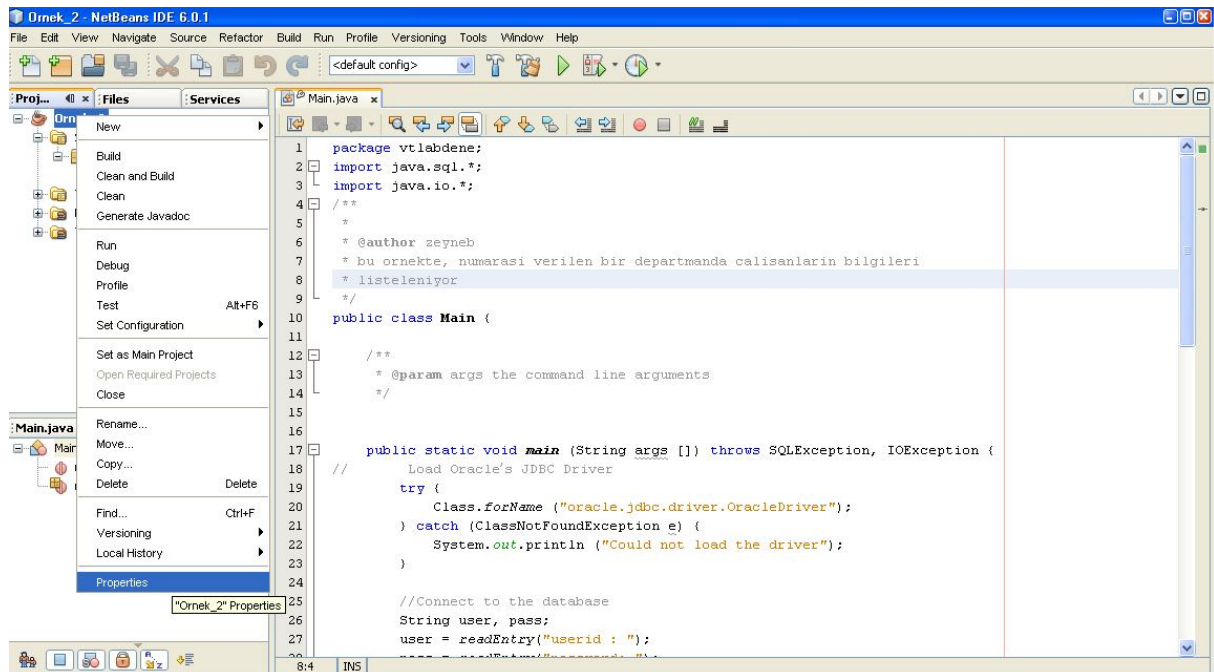 Ornek_2 - NetBeans IDE 6.0.1
File Edit View Navigate Source Refactor Build Run Profile Versioning Tools Window Help
<default config>
Proj... Files Services
Main.java
New
Build
Clean and Build
Clean
Generate Javadoc
Run
Debug
Profile
Test Alt+F6
Set Configuration
Set as Main Project
Open Required Projects
Close
Rename...
Move...
Copy...
Delete Delete
Find... Ctrl+F
Versioning
Local History
Properties
"Ornek_2" Properties
Main.java
1 package vtlabdene;
2 import java.sql.*;
3 import java.io.*;
4 /**
5 *
6 * @author zeyneb
7 * bu ornekte, numarasi verilen bir departmanda calisanlarin bilgileri
8 * listeleniyor
9 */
10 public class Main {
11
12 /**
13 * @param args the command line arguments
14 */
15
16
17 public static void main (String args []) throws SQLException, IOException {
18 // Load Oracle's JDBC Driver
19 try {
20 Class.forName ("oracle.jdbc.driver.OracleDriver");
21 } catch (ClassNotFoundException e) {
22 System.out.println ("Could not load the driver");
23 }
24
25 //Connect to the database
26 String user, pass;
27 user = readEntry("userid : ");
8:4 INS